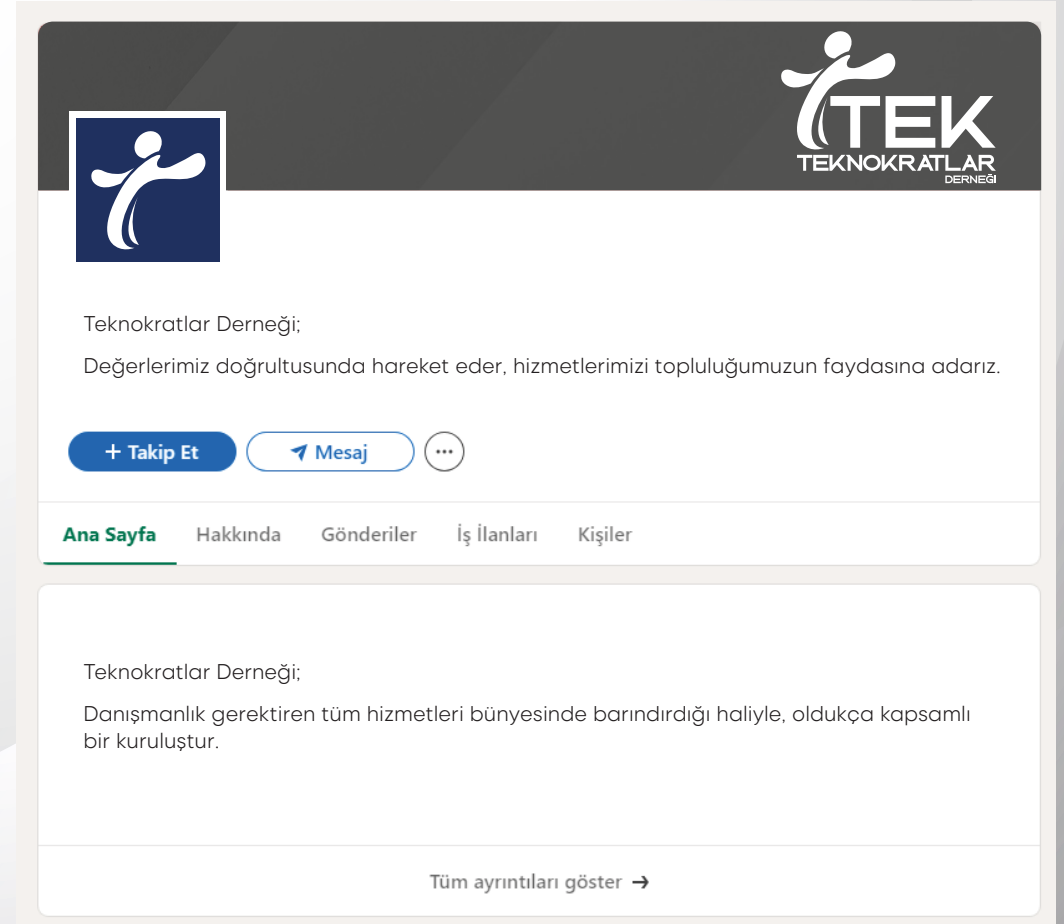 TEK
TEKNOKRATLAR
DERNEĞİ
Teknokratlar Derneği;
Değerlerimiz doğrultusunda hareket eder, hizmetlerimizi topluluğumuzun faydasına adarız.
+ Takip Et
Mesaj
Ana Sayfa
Hakkında
Gönderiler
İş İlanları
Kişiler
Teknokratlar Derneği;
Danışmanlık gerektiren tüm hizmetleri bünyesinde barındırdığı haliyle, oldukça kapsamlı
bir kuruluştur.
Tüm ayrıntıları göster →